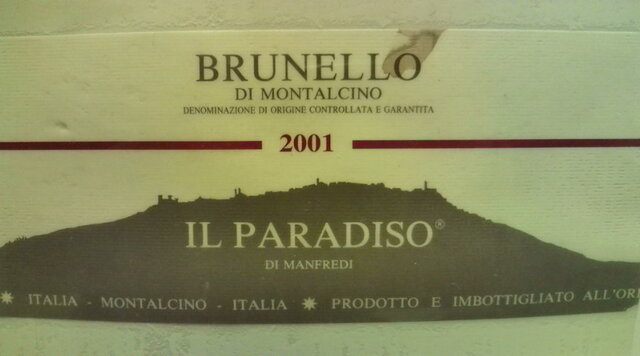 BRUNELLO
DI MONTALCINO
DENOMINAZIONE DI ORIGINE CONTROLLATA E GARANTITA
2001
IL PARADISO®
DI MANFREDI
✷ ITALIA - MONTALCINO - ITALIA ✷ PRODOTTO E IMBOTTIGLIATO ALL'ORI